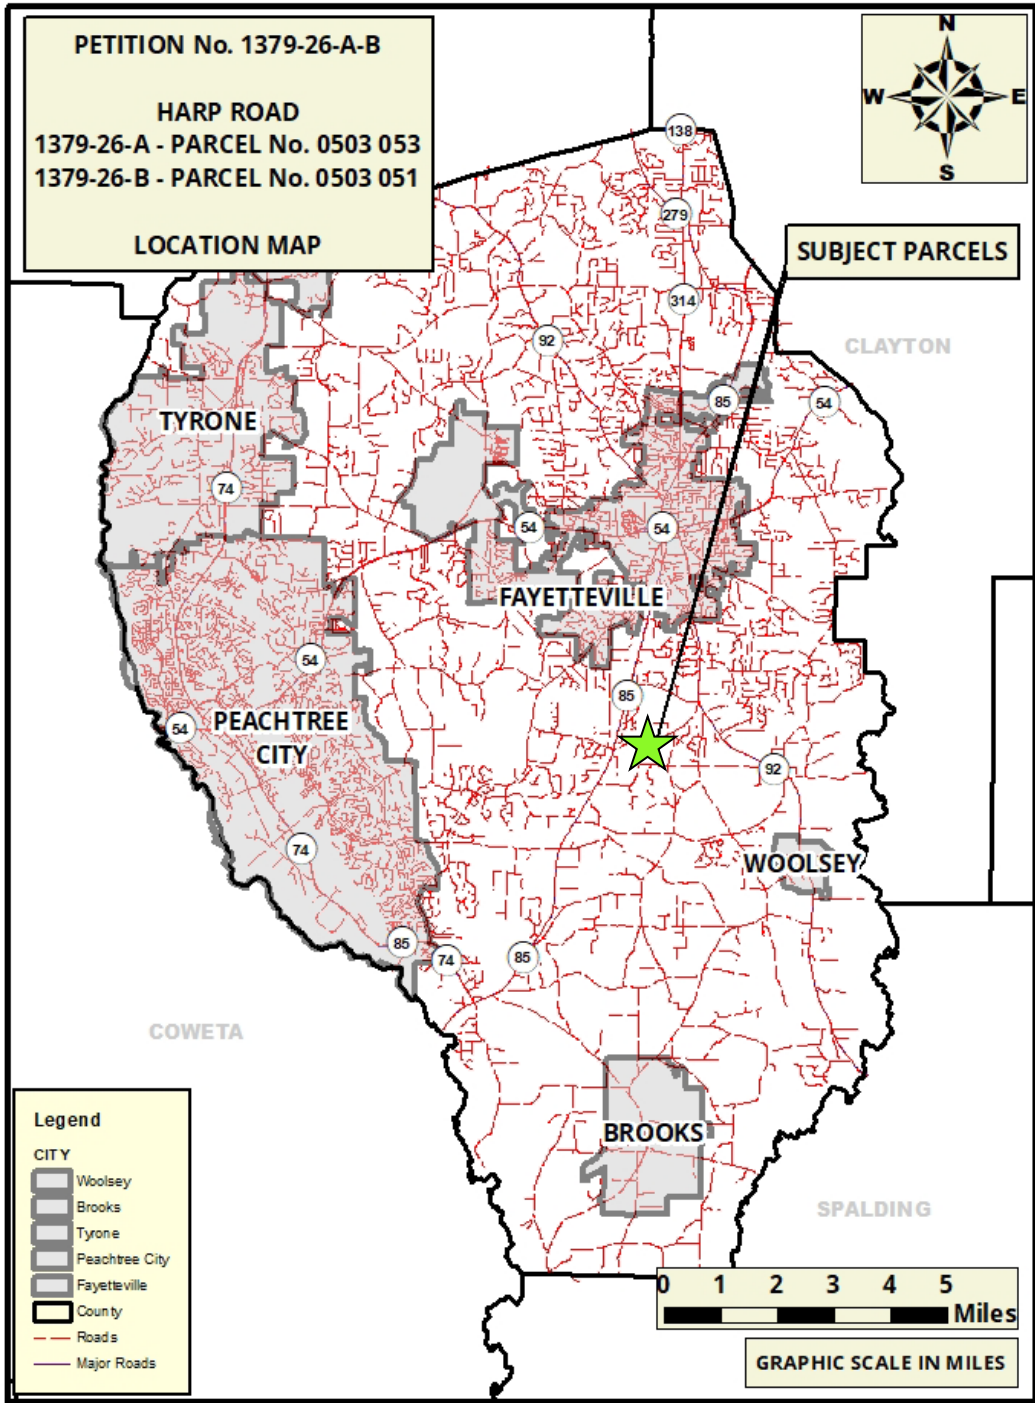 PETITION No. 1379-26-A-B
HARP ROAD
1379-26-A - PARCEL No. 0503 053
1379-26-B - PARCEL No. 0503 051
LOCATION MAP
N
W
E
S
138
279
SUBJECT PARCELS
314
92
CLAYTON
85
54
TYRONE
74
54
54
FAYETTEVILLE
54
85
PEACHTREE
CITY
54
92
74
WOOLSEY
85
74
85
COWETA
BROOKS
SPALDING
Legend
CITY
Woolsey
Brooks
Tyrone
Peachtree City
Fayetteville
County
Roads
Major Roads
0 1 2 3 4 5
Miles
GRAPHIC SCALE IN MILES